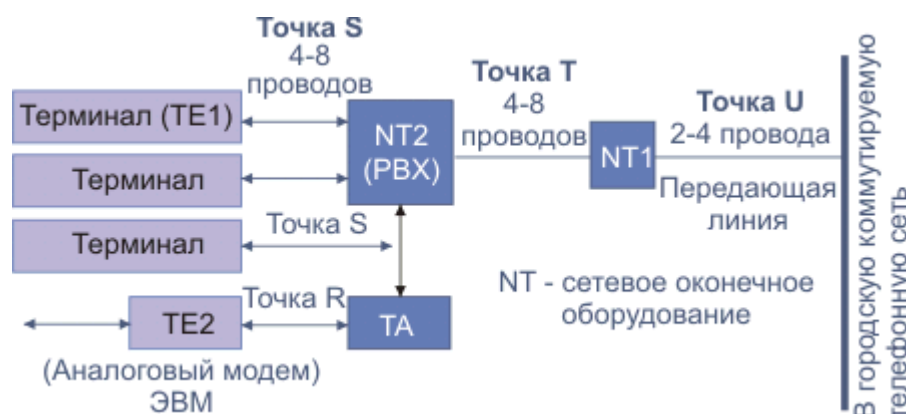 Точка S
4-8
проводов
Терминал (TE1)
Терминал
Терминал
NT2
(PBX)
Точка T
4-8
проводов
NT1
Точка U
2-4 провода
Передающая
линия
Точка S
Точка R
TE2
TA
(Аналоговый модем)
ЭВМ
NT - сетевое оконечное
оборудование
В городскую коммутируемую
телефонную сеть